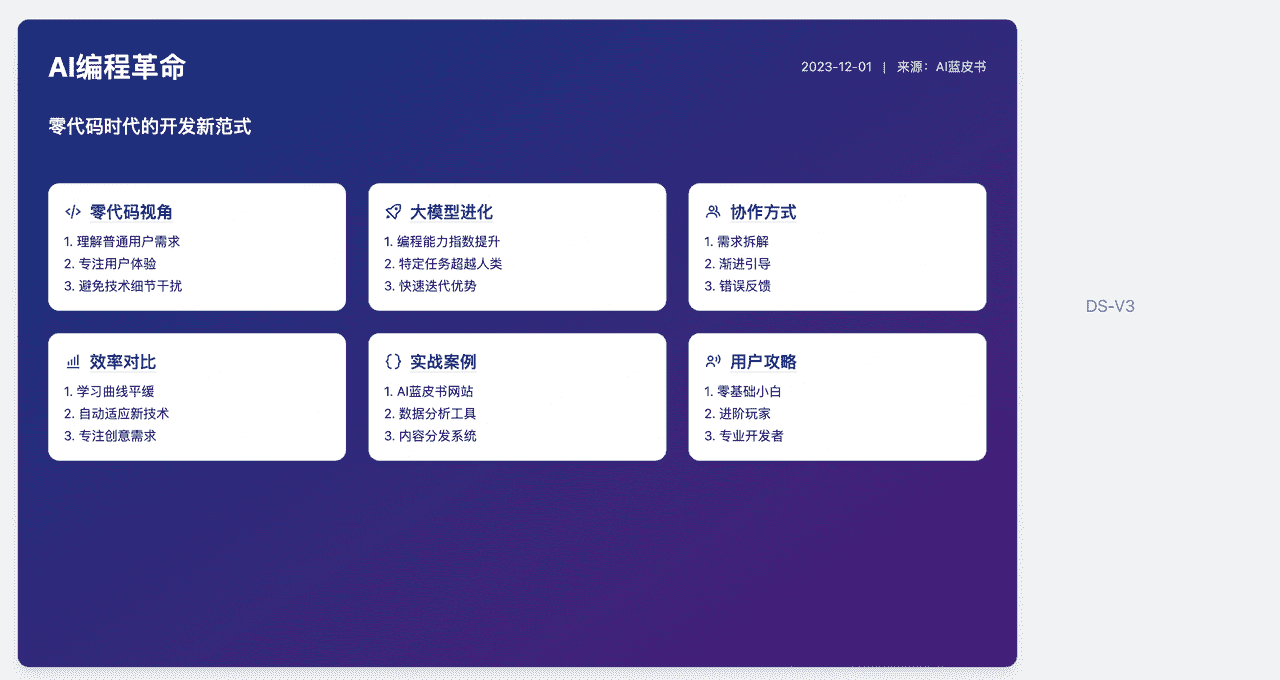 AI编程革命
2023-12-01 | 来源：AI蓝皮书
零代码时代的开发新范式
零代码视角
1. 理解普通用户需求
2. 专注用户体验
3. 避免技术细节干扰
大模型进化
1. 编程能力指数提升
2. 特定任务超越人类
3. 快速迭代优势
协作方式
1. 需求拆解
2. 渐进引导
3. 错误反馈
效率对比
1. 学习曲线平缓
2. 自动适应新技术
3. 专注创意需求
实战案例
1. AI蓝皮书网站
2. 数据分析工具
3. 内容分发系统
用户攻略
1. 零基础小白
2. 进阶玩家
3. 专业开发者
DS-V3